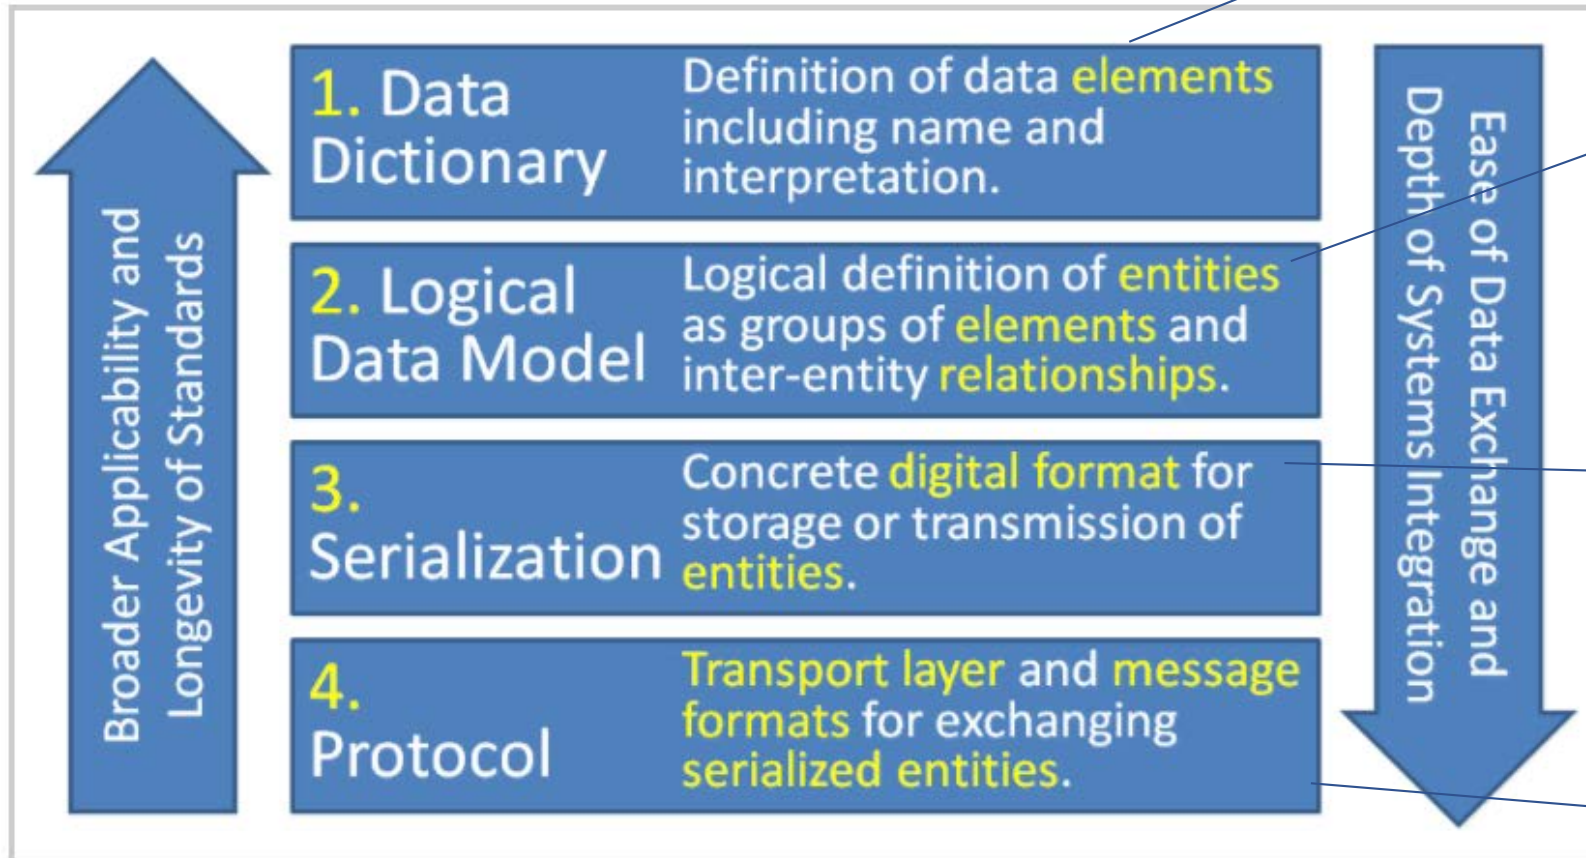 Broader Applicability and
Longevity of Standards
1. Data
Dictionary
Definition of data elements
including name and
interpretation.
2. Logical
Data Model
Logical definition of entities
as groups of elements and
inter-entity relationships.
3.
Serialization
Concrete digital format for
storage or transmission of
entities.
4.
Protocol
Transport layer and message
formats for exchanging
serialized entities.
Ease of Data Exchange and
Depth of Systems Integration